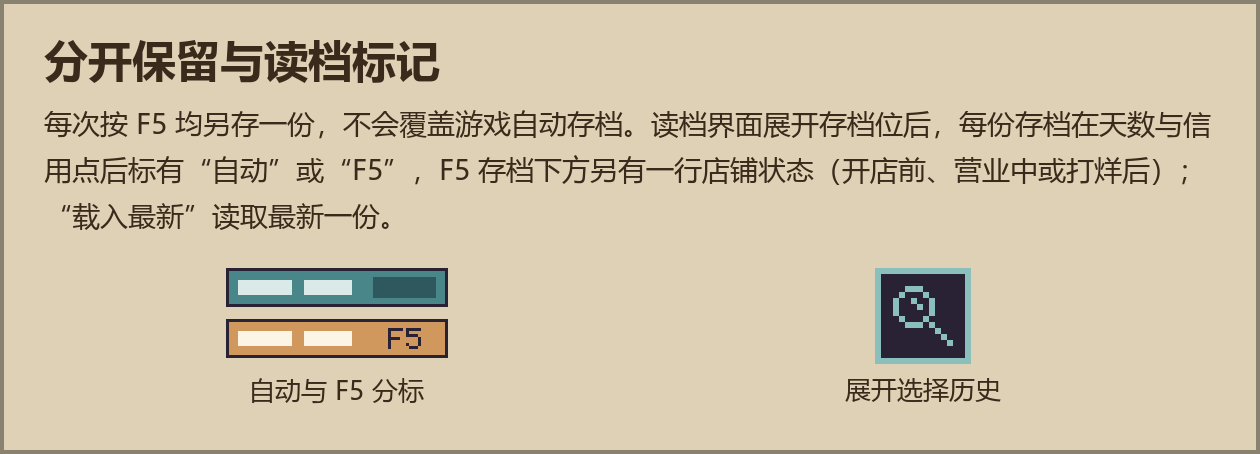 分开保留与读档标记
每次按 F5 均另存一份，不会覆盖游戏自动存档。读档界面展开存档位后，每份存档在天数与信
用点后标有“自动”或“F5”，F5 存档下方另有一行店铺状态（开店前、营业中或打烊后）；
“载入最新”读取最新一份。
F5
自动与 F5 分标
展开选择历史